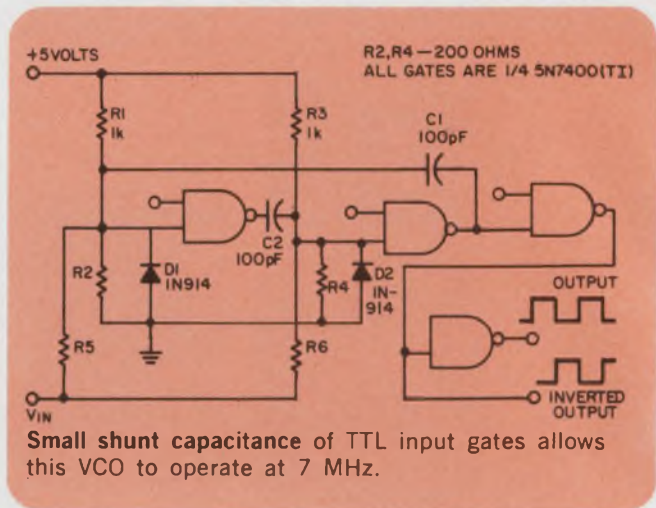 +5VOLTS
R2,R4—200 OHMS
ALL GATES ARE 1/4 5N7400(TI)
R1
1k
R3
1k
C1
100pF
C2
100pF
R2
D1
1N914
R4
D2
IN-
914
R5
R6
VIN
OUTPUT
INVERTED
OUTPUT
Small shunt capacitance of TTL input gates allows
this VCO to operate at 7 MHz.